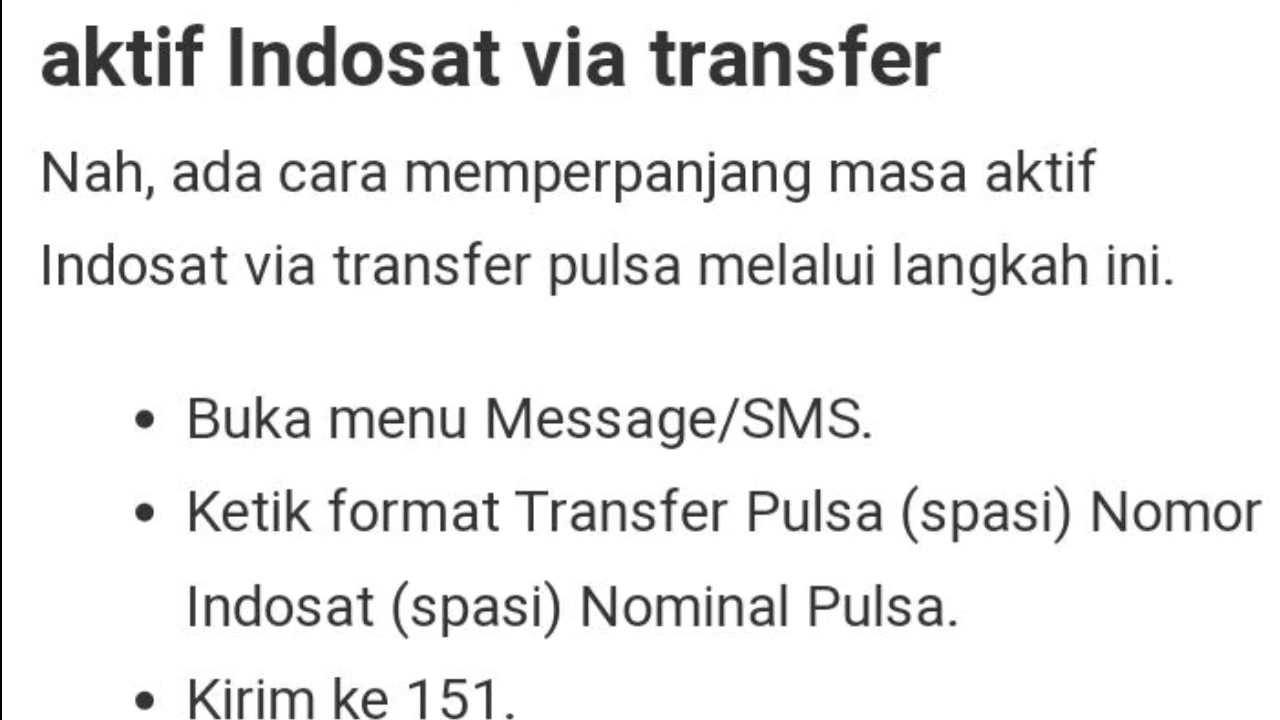 aktif Indosat via transfer
Nah, ada cara memperpanjang masa aktif
Indosat via transfer pulsa melalui langkah ini.
• Buka menu Message/SMS.
• Ketik format Transfer Pulsa (spasi) Nomor
Indosat (spasi) Nominal Pulsa.
• Kirim ke 151.